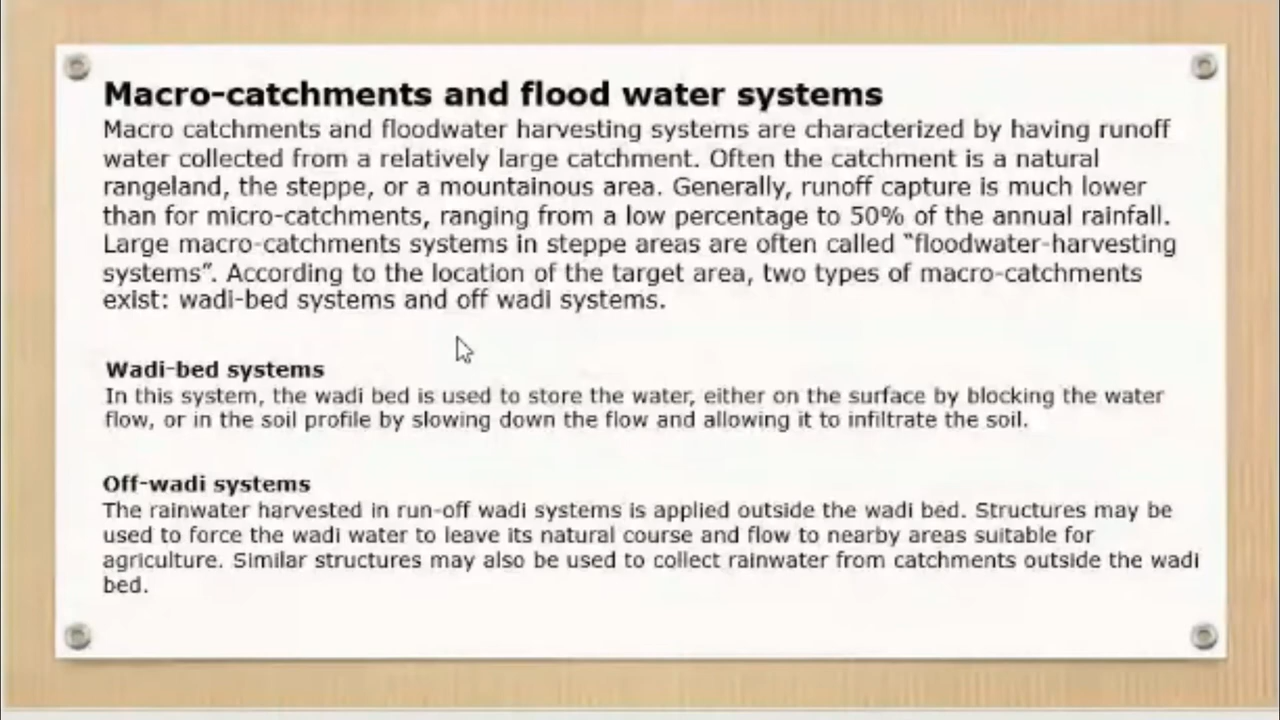 Macro-catchments and flood water systems
Macro catchments and floodwater harvesting systems are characterized by having runoff
water collected from a relatively large catchment. Often the catchment is a natural
rangeland, the steppe, or a mountainous area. Generally, runoff capture is much lower
than for micro-catchments, ranging from a low percentage to 50% of the annual rainfall.
Large macro-catchments systems in steppe areas are often called “floodwater-harvesting
systems”. According to the location of the target area, two types of macro-catchments
exist: wadi-bed systems and off wadi systems.
Wadi-bed systems
In this system, the wadi bed is used to store the water, either on the surface by blocking the water
flow, or in the soil profile by slowing down the flow and allowing it to infiltrate the soil.
Off-wadi systems
The rainwater harvested in run-off wadi systems is applied outside the wadi bed. Structures may be
used to force the wadi water to leave its natural course and flow to nearby areas suitable for
agriculture. Similar structures may also be used to collect rainwater from catchments outside the wadi
bed.